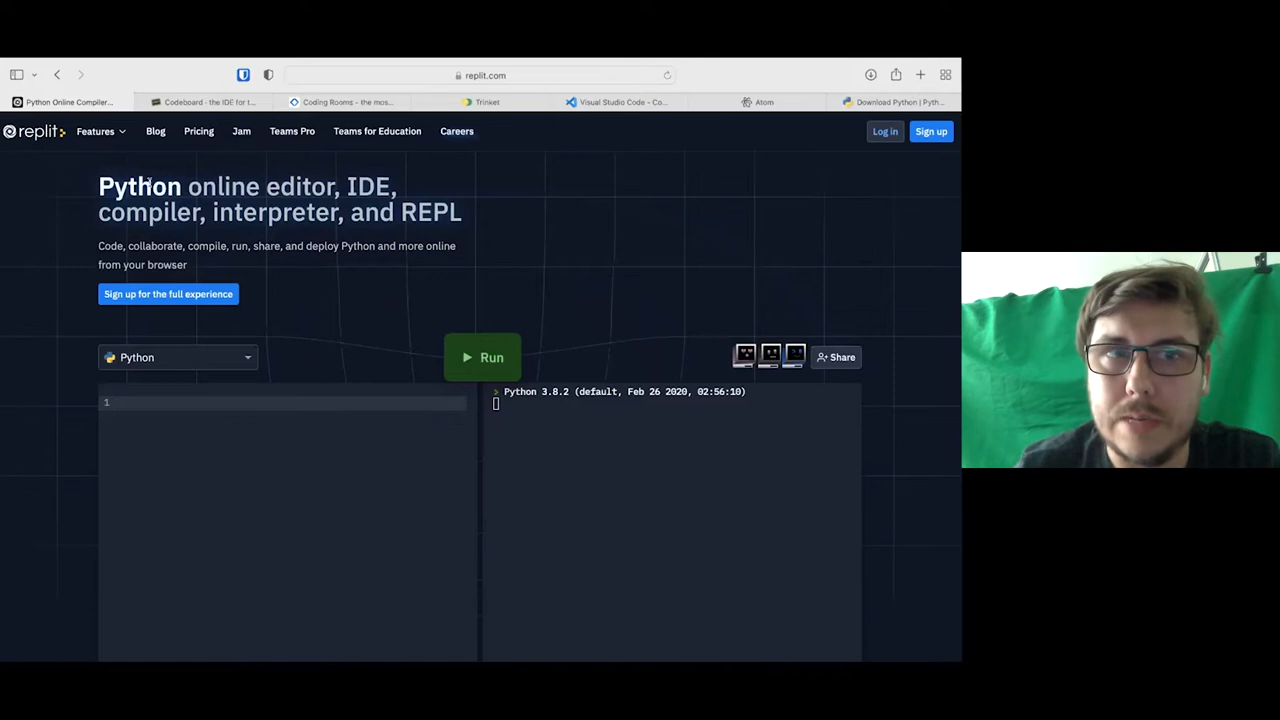 replit.com
Python Online Compiler...
Codeboard - the IDE for t...
Coding Rooms - the mos...
Trinket
Visual Studio Code - Co...
Atom
Download Python | Pyth...
replit
Features
Blog
Pricing
Jam
Teams Pro
Teams for Education
Careers
Log in
Sign up
Python online editor, IDE,
compiler, interpreter, and REPL
Code, collaborate, compile, run, share, and deploy Python and more online
from your browser
Sign up for the full experience
Python
Run
Share
1
Python 3.8.2 (default, Feb 26 2020, 02:56:10)